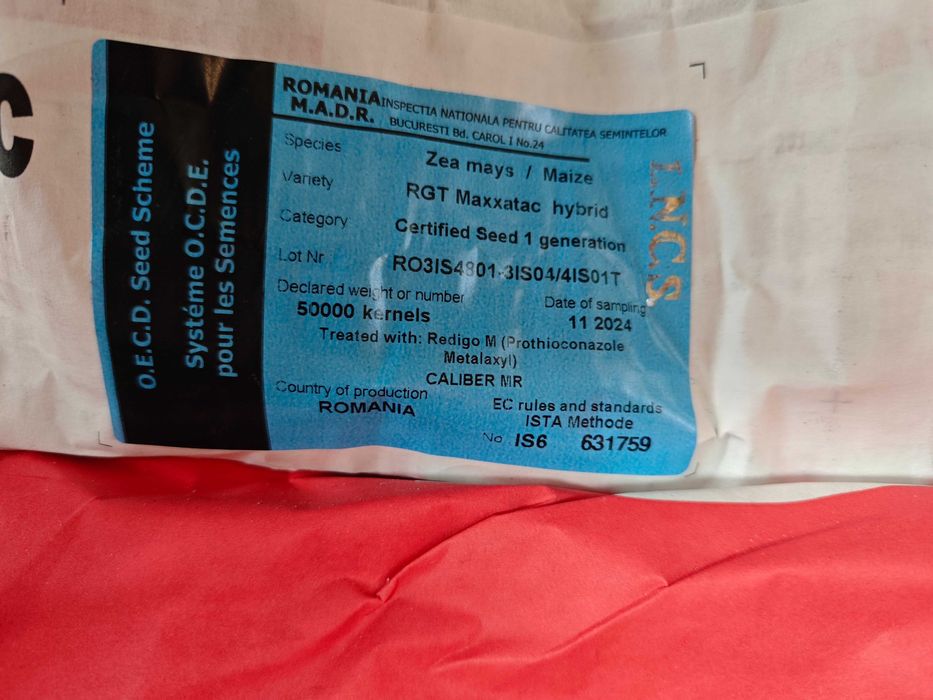 C
O.E.C.D. Seed Scheme
Systéme O.C.D.E.
pour les Semences
ROMANIA INSPECTIA NATIONALA PENTRU CALITATEA SEMINTELOR
M.A.D.R. BUCURESTI Bd. CAROL I No.24
Species Zea mays / Maize
Variety RGT Maxxatac hybrid
Category Certified Seed 1 generation
Lot Nr RO3IS4801-3IS04/4IS01T
Declared weight or number Date of sampling
50000 kernels 11 2024
Treated with: Redigo M (Prothioconazole
Metalaxyl)
CALIBER MR
Country of production EC rules and standards
ROMANIA ISTA Methode
No IS6 631759
I.N.C.S